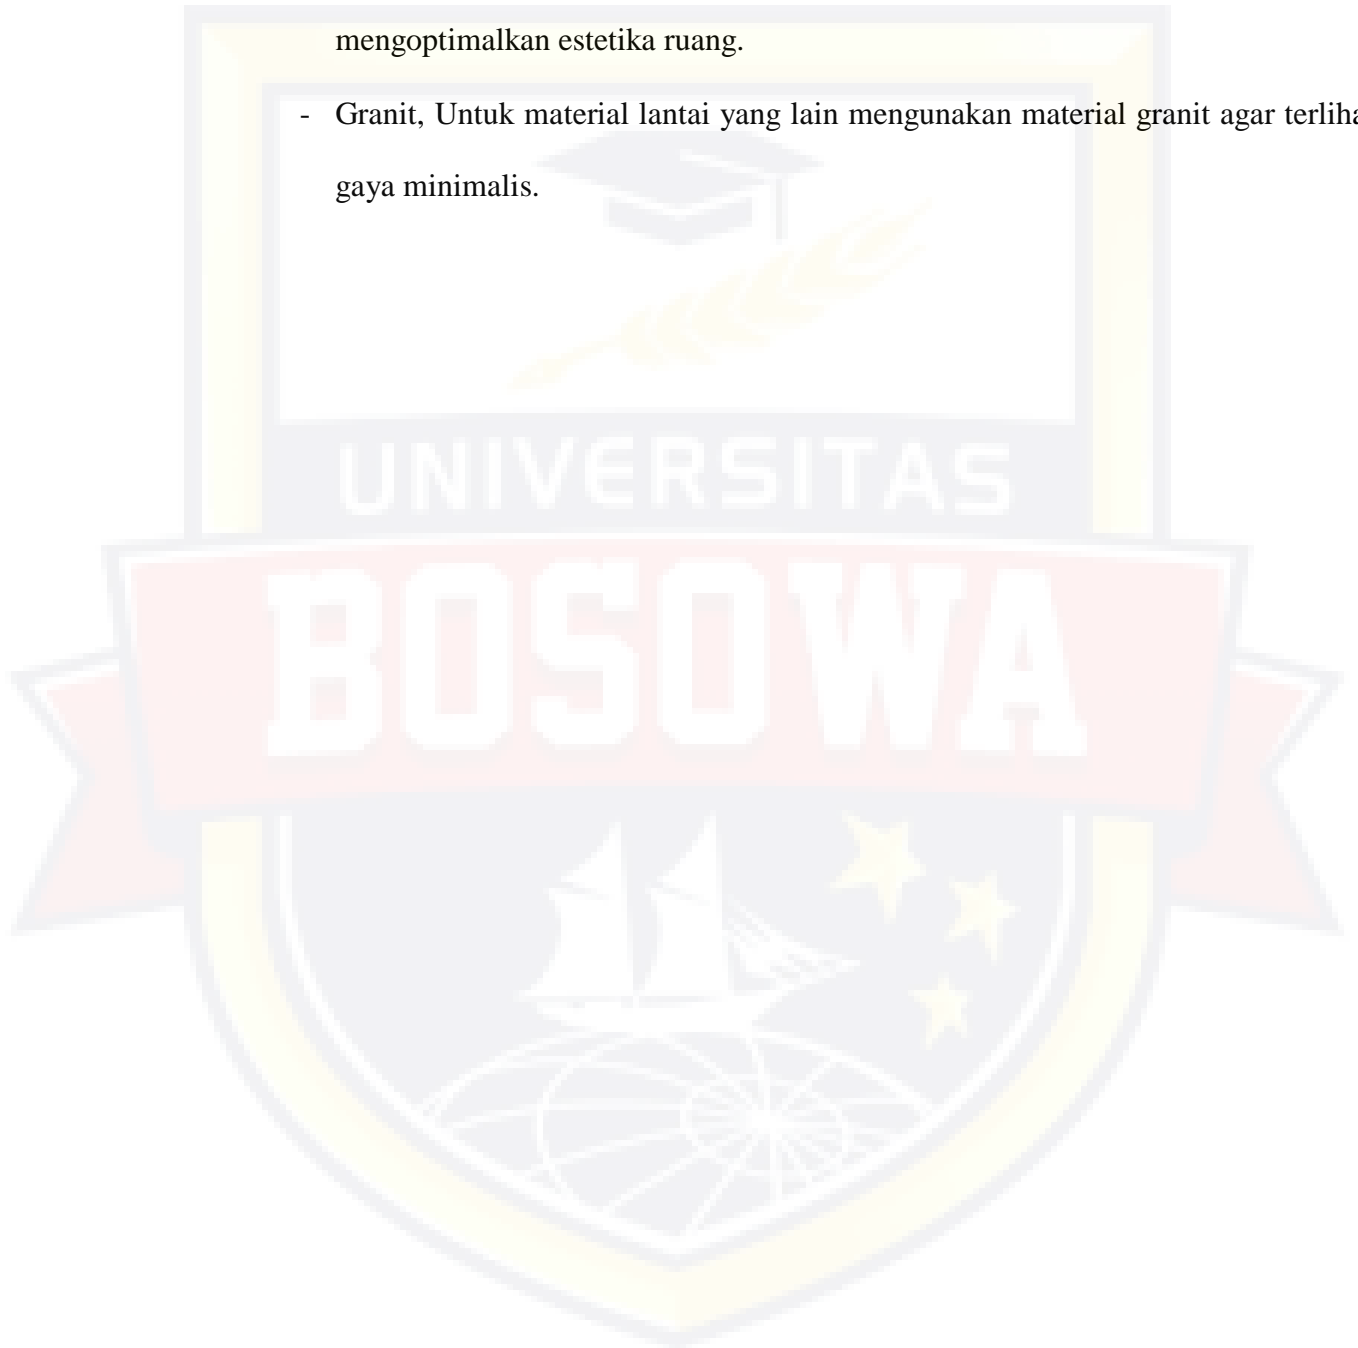 mengoptimalkan estetika ruang.
- Granit, Untuk material lantai yang lain mengunakan material granit agar terliha
gaya minimalis.
UNIVERSITAS
BOSOWA